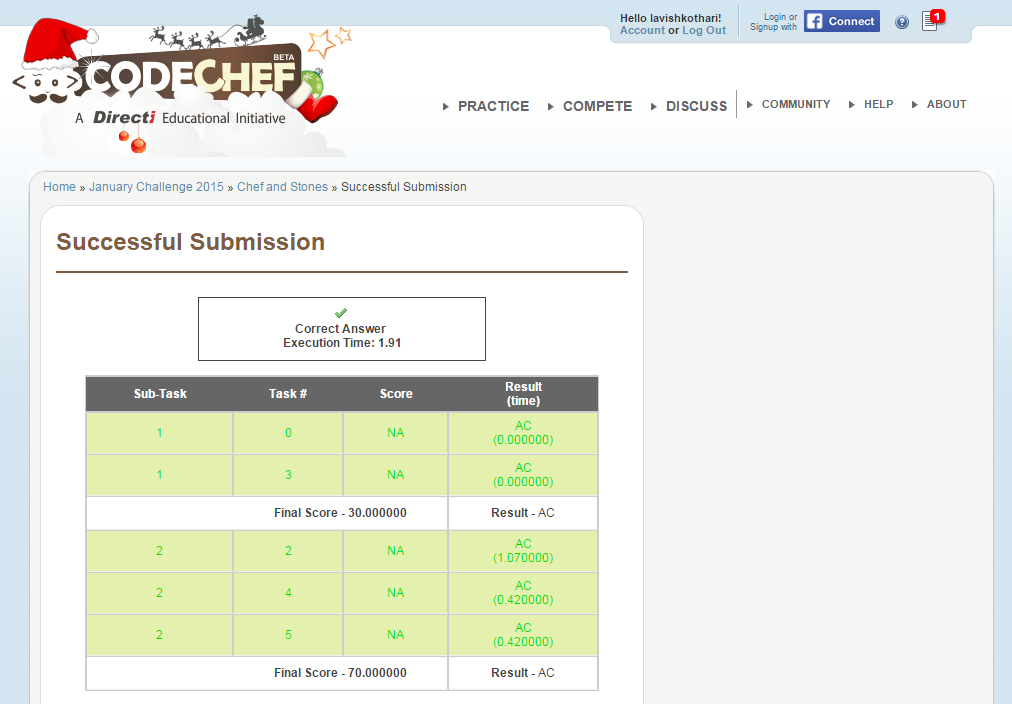 Hello lavishkothari!
Account or Log Out
Login or
Signup with
Connect
1
BETA
CODECHEF
A Directi Educational Initiative
PRACTICE
COMPETE
DISCUSS
COMMUNITY
HELP
ABOUT
Home » January Challenge 2015 » Chef and Stones » Successful Submission
Successful Submission
Correct Answer
Execution Time: 1.91
Sub-Task Task # Score Result
(time)
1 0 NA AC
(0.000000)
1 3 NA AC
(0.000000)
Final Score - 30.000000 Result - AC
2 2 NA AC
(1.070000)
2 4 NA AC
(0.420000)
2 5 NA AC
(0.420000)
Final Score - 70.000000 Result - AC